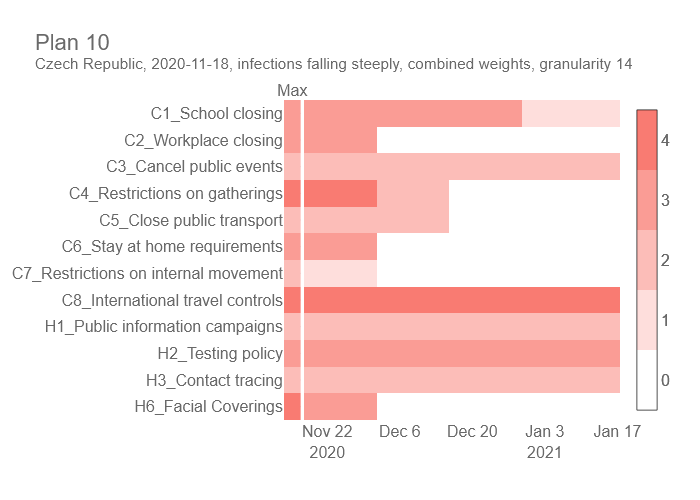 Plan 10
Czech Republic, 2020-11-18, infections falling steeply, combined weights, granularity 14
Max
C1_School closing
C2_Workplace closing
C3_Cancel public events
C4_Restrictions on gatherings
C5_Close public transport
C6_Stay at home requirements
C7_Restrictions on internal movement
C8_International travel controls
H1_Public information campaigns
H2_Testing policy
H3_Contact tracing
H6_Facial Coverings
4
3
2
1
0
Nov 22 Dec 6 Dec 20 Jan 3 Jan 17
2020 2021